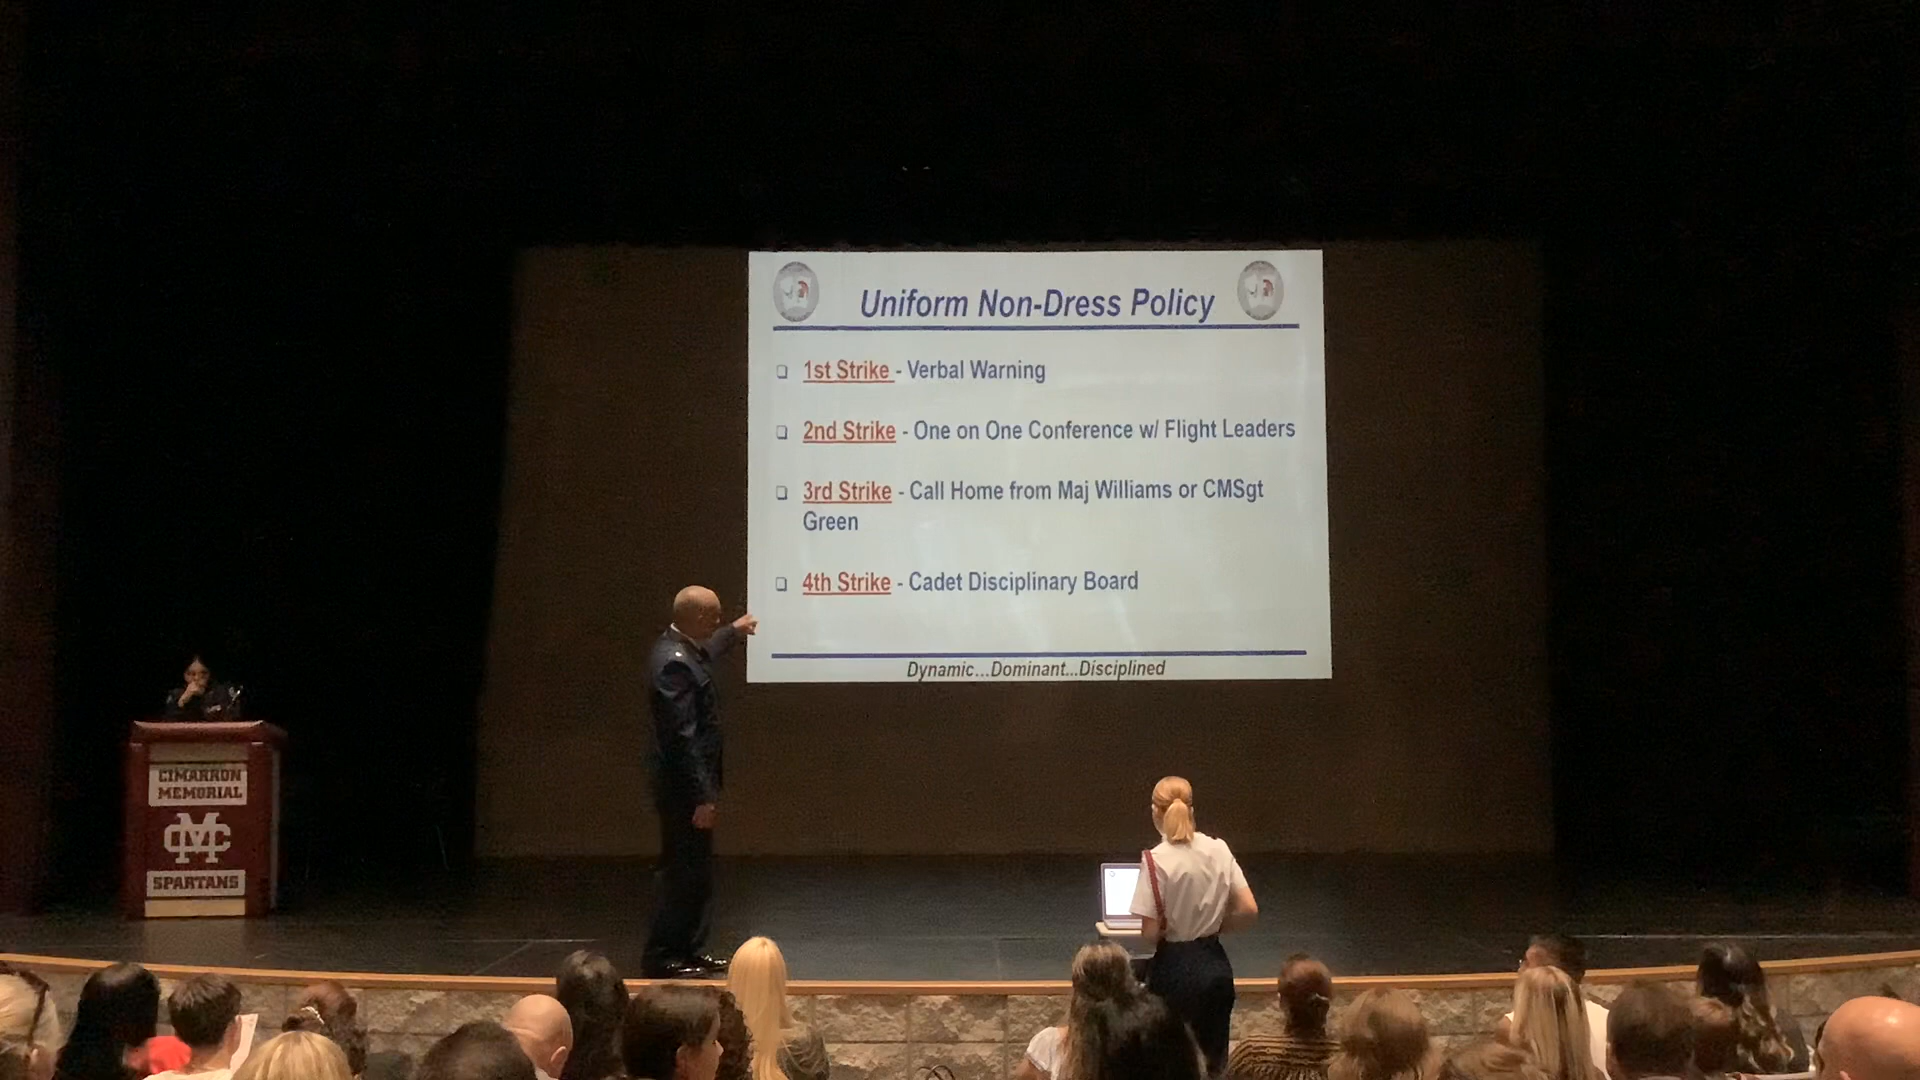 Uniform Non-Dress Policy
❑ 1st Strike - Verbal Warning
❑ 2nd Strike - One on One Conference w/ Flight Leaders
❑ 3rd Strike - Call Home from Maj Williams or CMSgt
Green
❑ 4th Strike - Cadet Disciplinary Board
Dynamic...Dominant...Disciplined
CIMARRON
MEMORIAL
CM
SPARTANS